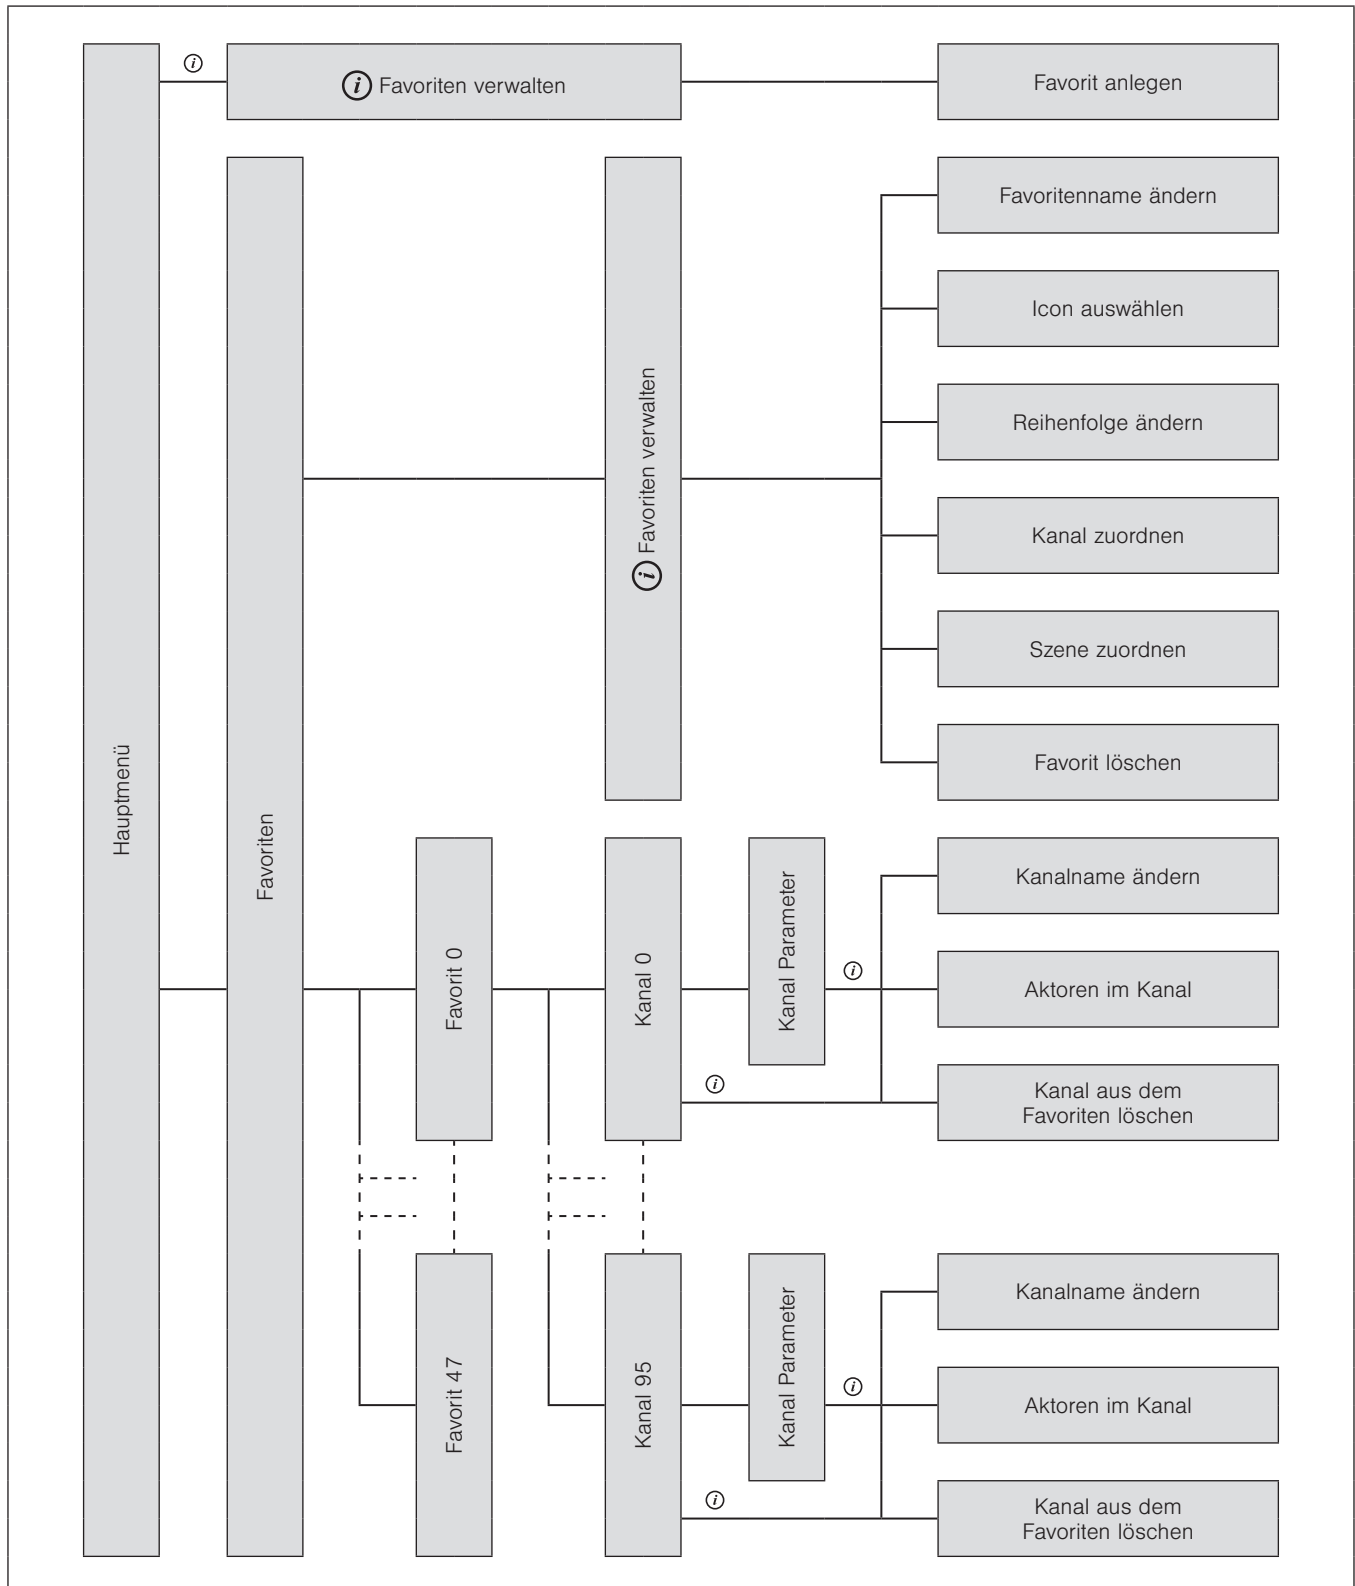 Hauptmenü
i
i Favoriten verwalten
Favorit anlegen
Favoriten
i Favoriten verwalten
Favoritenname ändern
Icon auswählen
Reihenfolge ändern
Kanal zuordnen
Szene zuordnen
Favorit löschen
Favorit 0
Kanal 0
Kanal Parameter
i
i
Kanalname ändern
Aktoren im Kanal
Kanal aus dem
Favoriten löschen
Favorit 47
Kanal 95
Kanal Parameter
i
i
Kanalname ändern
Aktoren im Kanal
Kanal aus dem
Favoriten löschen